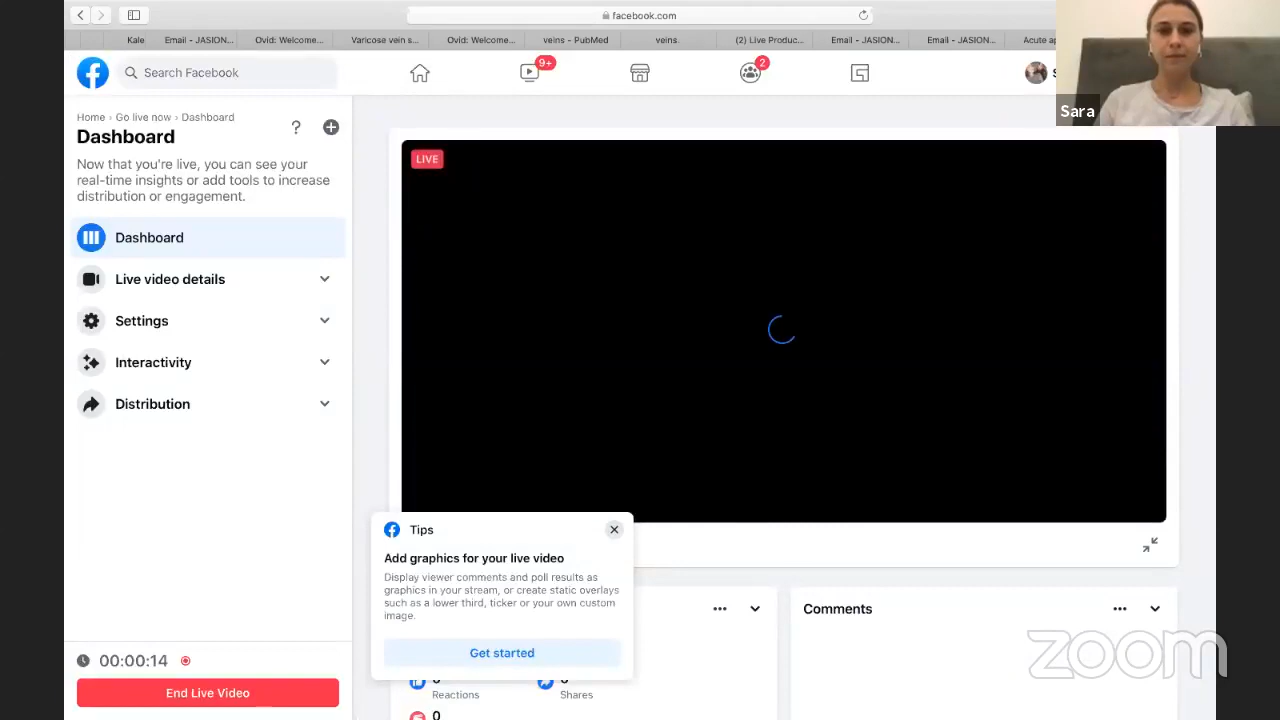 facebook.com
Kale
Email - JASION...
Ovid: Welcome...
Varicose vein s...
Ovid: Welcome...
veins - PubMed
veins.
(2) Live Produc...
Email - JASION...
Email - JASION...
Acute ap
Search Facebook
9+
2
S
Sara
Home › Go live now › Dashboard
Dashboard
Now that you're live, you can see your
real-time insights or add tools to increase
distribution or engagement.
Dashboard
Live video details
Settings
Interactivity
Distribution
00:00:14
End Live Video
LIVE
Tips
Add graphics for your live video
Display viewer comments and poll results as
graphics in your stream, or create static overlays
such as a lower third, ticker or your own custom
image.
Get started
Reactions
Shares
0
Comments
zoom